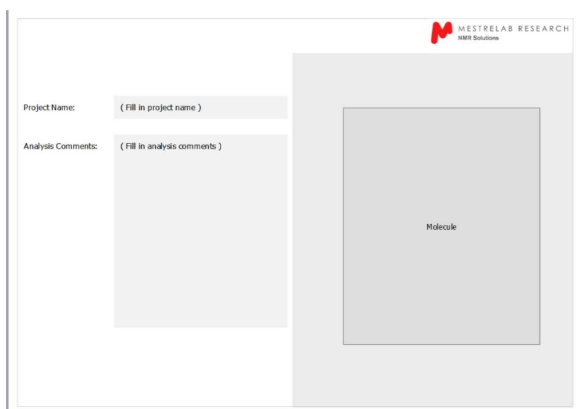 MESTRELAB RESEARCH
NMR Solutions
Project Name:
( Fill in project name )
Analysis Comments:
( Fill in analysis comments )
Molecule